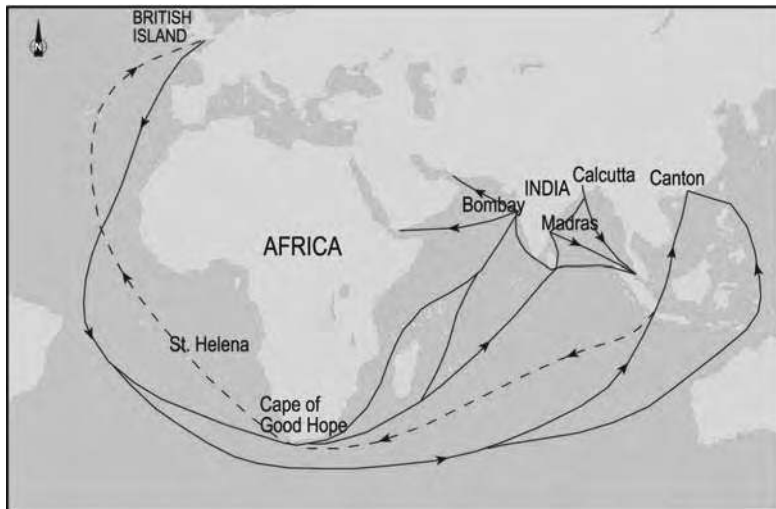 BRITISH
ISLAND
N
INDIA
Calcutta
Canton
Bombay
Madras
AFRICA
St. Helena
Cape of
Good Hope